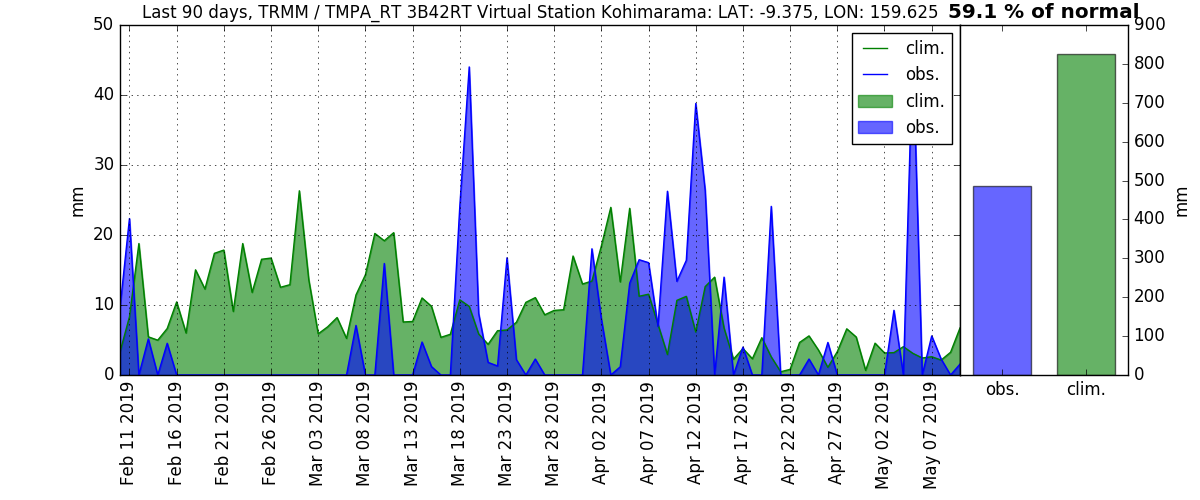 Last 90 days, TRMM / TMPA_RT 3B42RT Virtual Station Kohimarama: LAT: -9.375, LON: 159.625
59.1 % of normal
50
40
30
20
10
0
mm
clim.
obs.
clim.
obs.
Feb 11 2019
Feb 16 2019
Feb 21 2019
Feb 26 2019
Mar 03 2019
Mar 08 2019
Mar 13 2019
Mar 18 2019
Mar 23 2019
Mar 28 2019
Apr 02 2019
Apr 07 2019
Apr 12 2019
Apr 17 2019
Apr 22 2019
Apr 27 2019
May 02 2019
May 07 2019
900
800
700
600
500
400
300
200
100
0
mm
obs.
clim.